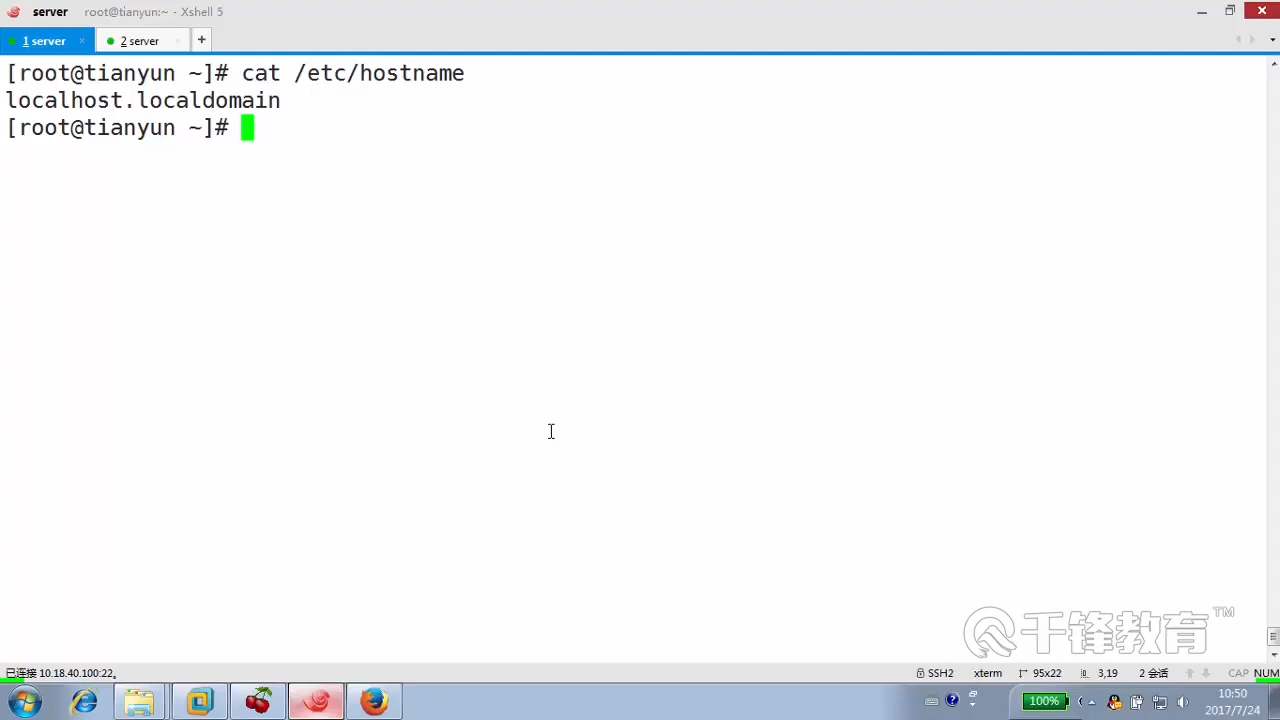 server root@tianyun:~ - Xshell 5
1 server × 2 server × +
[root@tianyun ~]# cat /etc/hostname
localhost.localdomain
[root@tianyun ~]#
千锋教育™
已连接 10.18.40.100:22。 SSH2 xterm 95x22 3,19 2 会话 CAP NUM
100% 10:50
2017/7/24